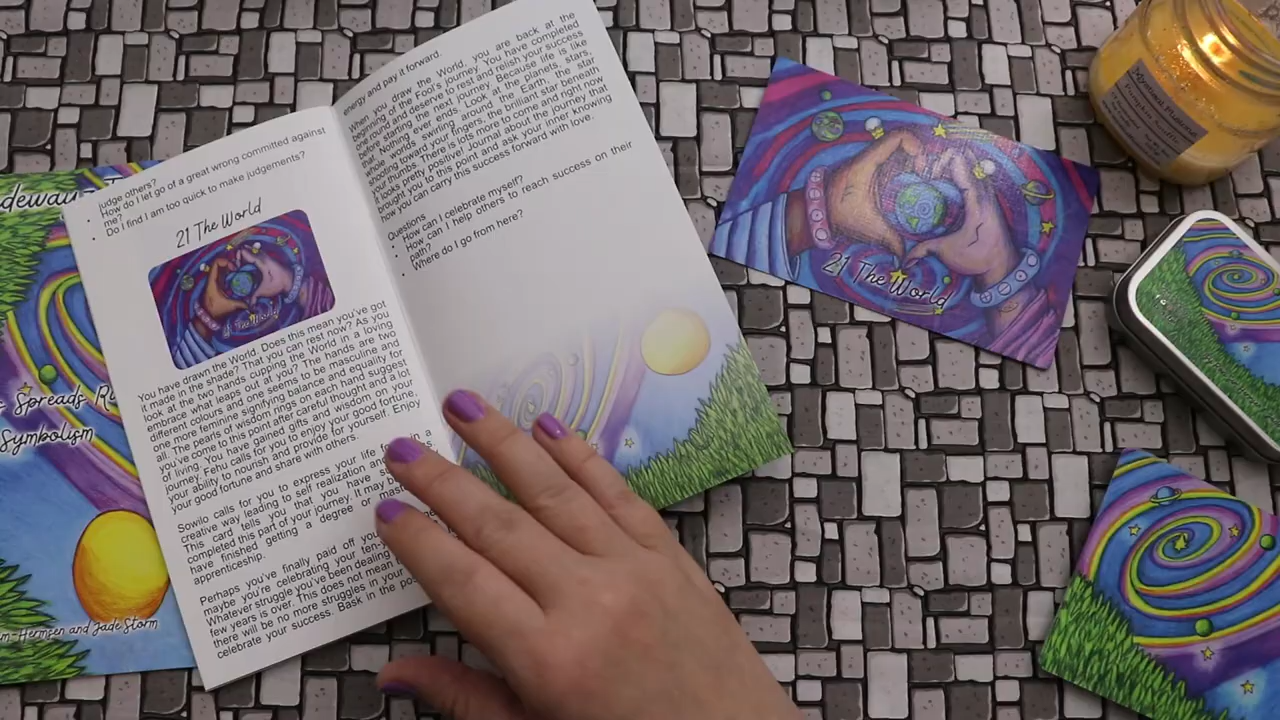 judge others?
• How do I let go of a great wrong committed against
me?
• Do I find I am too quick to make judgements?
21 The World
21 The World
You have drawn the World. Does this mean you've got
it made in the shade? That you can rest now? As you
look at the two hands cupping the World in a loving
embrace what leaps out at you? The hands are two
different colours and one seems to be masculine and
one more feminine signifying balance and equality for
all. The pearls of wisdom rings on each hand suggest
you've come to this point after careful thought and a lot
of living. You have gained gifts and wisdom on your
journey. Fehu calls for you to enjoy your good fortune,
your ability to nourish and provide for yourself. Enjoy
your good fortune and share with others.
Sowilo calls for you to express your life force in a
creative way leading to self realization and
This card tells you that you have
completed this part of your journey. It may be
have finished getting a degree or
apprenticeship.
Perhaps you've finally paid off
maybe you're celebrating your
Whatever struggle you've been dealing
few years is over. This does not mean
there will be no more struggles in your
celebrate your success. Bask in the
energy and pay it forward.
When you draw the World, you are back at the
beginning of the Fool's journey. You have completed
one round and deserve to rest and relish your success
before starting the next journey. Because life is like
that. Nothing ever ends. Look at the planets, stars,
whole worlds swirling around the Earth, the star
shooting toward your fingers, the brilliant star beneath
your thumbs. There is more to come and right now
it looks pretty positive! Journal about the journey that
brought you to this point and ask your inner knowing
how you can carry this success forward with love.
Questions
• How can I celebrate myself?
• How can I help others to reach success on their
path?
• Where do I go from here?
21 The World
Mystical Plateau
Pumpkin Soufflé
Spreads
Symbolism
and Jade Storm